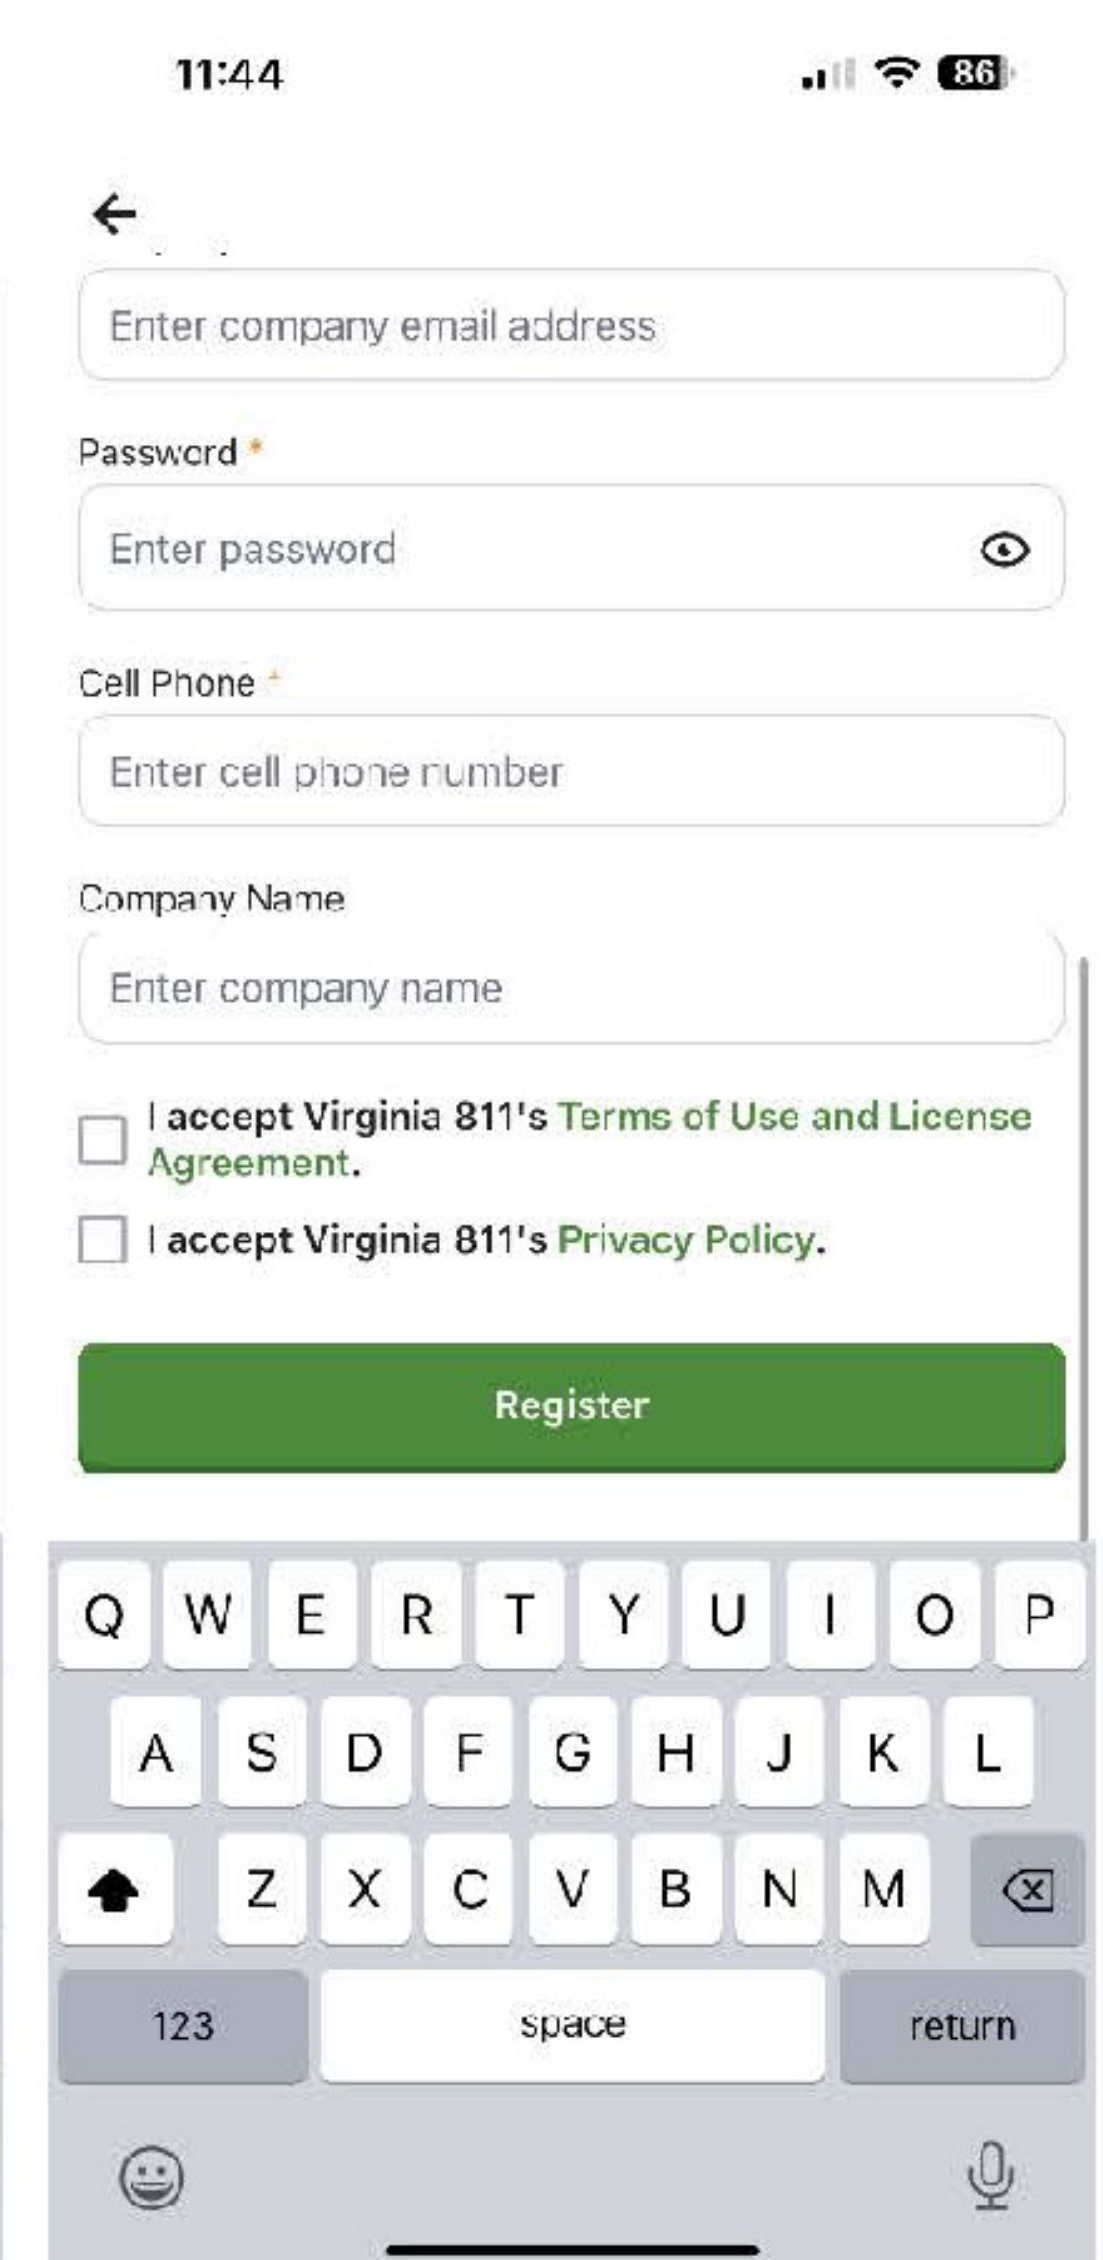 11:44
86
Enter company email address
Password *
Enter password
Cell Phone *
Enter cell phone number
Company Name
Enter company name
I accept Virginia 811's Terms of Use and License
Agreement.
I accept Virginia 811's Privacy Policy.
Register
Q W E R T Y U I O P
A S D F G H J K L
Z X C V B N M
123 space return